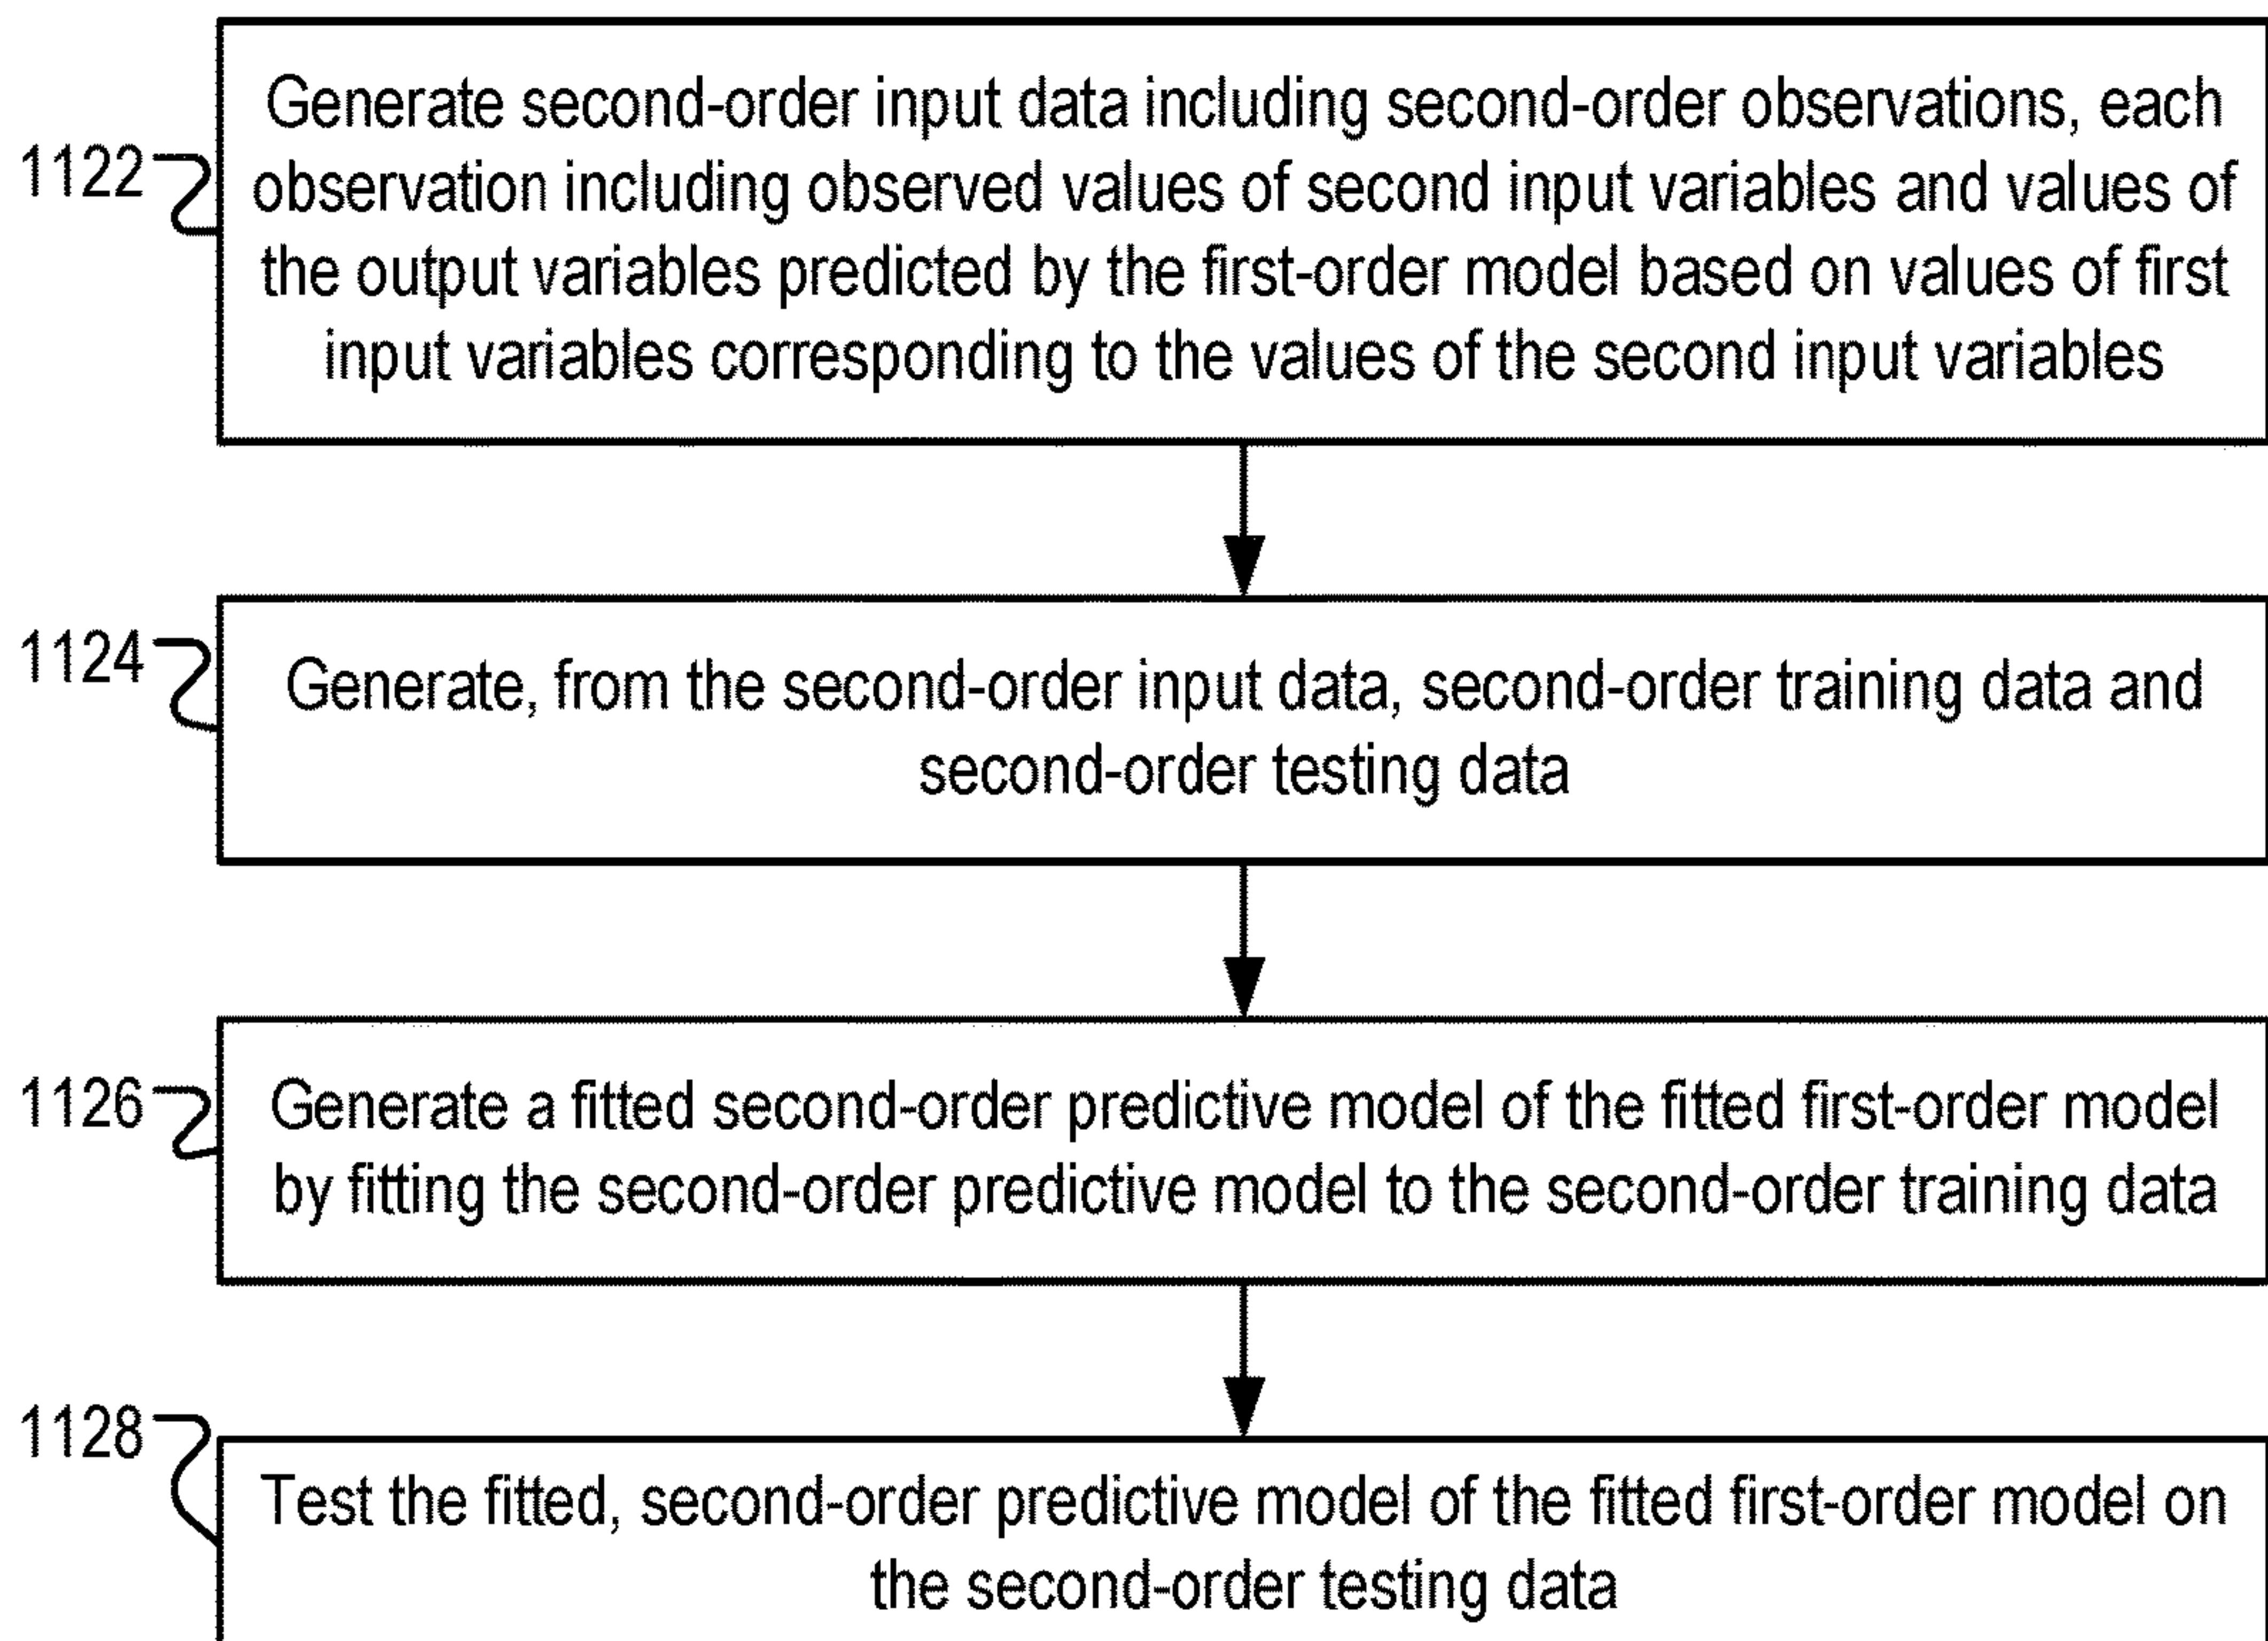 Generate second-order input data including second-order observations, each
1122
observation including observed values of second input variables and values of
the output variables predicted by the first-order model based on values of first
input variables corresponding to the values of the second input variables
1124
Generate, from the second-order input data, second-order training data and
second-order testing data
1126
Generate a fitted second-order predictive model of the fitted first-order model
by fitting the second-order predictive model to the second-order training data
1128
Test the fitted, second-order predictive model of the fitted first-order model on
the second-order testing data